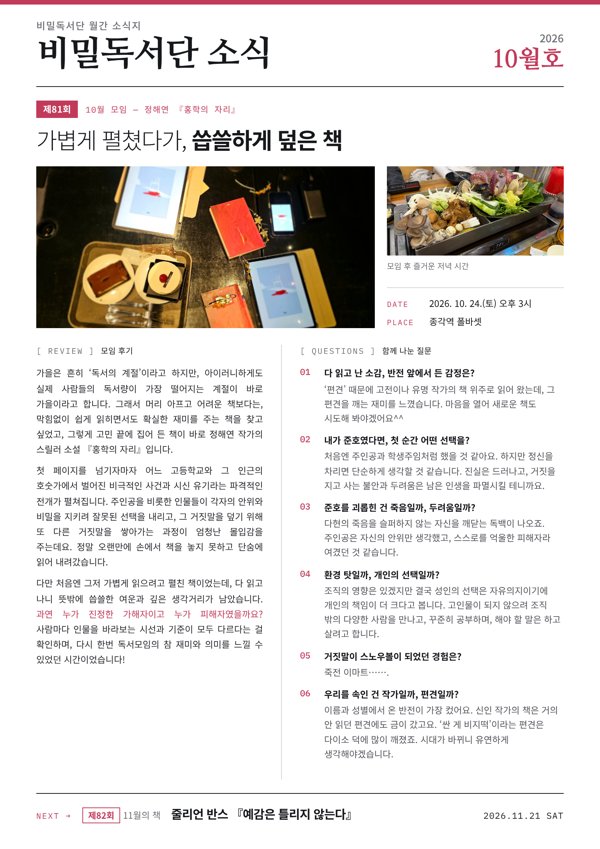 비밀독서단 월간 소식지
비밀독서단 소식
2026
10월호
제81회 10월 모임 — 정해연 『홍학의 자리』
가볍게 펼쳤다가, 씁쓸하게 덮은 책
모임 후 즐거운 저녁 시간
DATE 2026. 10. 24.(토) 오후 3시
PLACE 종각역 폴바셋
[ REVIEW ] 모임 후기
가을은 흔히 '독서의 계절'이라고 하지만, 아이러니하게도
실제 사람들의 독서량이 가장 떨어지는 계절이 바로
가을이라고 합니다. 그래서 머리 아프고 어려운 책보다는,
막힘없이 쉽게 읽히면서도 확실한 재미를 주는 책을 찾고
싶었고, 그렇게 고민 끝에 집어 든 책이 바로 정해연 작가의
스릴러 소설 『홍학의 자리』입니다.
첫 페이지를 넘기자마자 어느 고등학교와 그 인근의
호숫가에서 벌어진 비극적인 사건과 시신 유기라는 파격적인
전개가 펼쳐집니다. 주인공을 비롯한 인물들이 각자의 안위와
비밀을 지키려 잘못된 선택을 내리고, 그 거짓말을 덮기 위해
또 다른 거짓말을 쌓아가는 과정이 엄청난 몰입감을
주는데요. 정말 오랜만에 손에서 책을 놓지 못하고 단숨에
읽어 내려갔습니다.
다만 처음엔 그저 가볍게 읽으려고 펼친 책이었는데, 다 읽고
나니 뜻밖에 씁쓸한 여운과 깊은 생각거리가 남았습니다.
과연 누가 진정한 가해자이고 누가 피해자였을까요?
사람마다 인물을 바라보는 시선과 기준이 모두 다르다는 걸
확인하며, 다시 한번 독서모임의 참 재미와 의미를 느낄 수
있었던 시간이었습니다!
[ QUESTIONS ] 함께 나눈 질문
01 다 읽고 난 소감, 반전 앞에서 든 감정은?
'편견' 때문에 고전이나 유명 작가의 책 위주로 읽어 왔는데, 그
편견을 깨는 재미를 느꼈습니다. 마음을 열어 새로운 책도
시도해 봐야겠어요^^
02 내가 준호였다면, 첫 순간 어떤 선택을?
처음엔 주인공과 학생주임처럼 했을 것 같아요. 하지만 정신을
차리면 단순하게 생각할 것 같습니다. 진실은 드러나고, 거짓을
지고 사는 불안과 두려움은 남은 인생을 파멸시킬 테니까요.
03 준호를 괴롭힌 건 죽음일까, 두려움일까?
다현의 죽음을 슬퍼하지 않는 자신을 깨닫는 독백이 나오죠.
주인공은 자신의 안위만 생각했고, 스스로를 억울한 피해자라
여겼던 것 같습니다.
04 환경 탓일까, 개인의 선택일까?
조직의 영향은 있겠지만 결국 성인의 선택은 자유의지이기에
개인의 책임이 더 크다고 봅니다. 고인물이 되지 않으려 조직
밖의 다양한 사람을 만나고, 꾸준히 공부하며, 해야 할 말은 하고
살려고 합니다.
05 거짓말이 스노우볼이 되었던 경험은?
죽전 이마트…….
06 우리를 속인 건 작가일까, 편견일까?
이름과 성별에서 온 반전이 가장 컸어요. 신인 작가의 책은 거의
안 읽던 편견에도 금이 갔고요. '싼 게 비지떡'이라는 편견은
다이소 덕에 많이 깨졌죠. 시대가 바뀌니 유연하게
생각해야겠습니다.
NEXT → 제82회 11월의 책 줄리언 반스 『예감은 틀리지 않는다』 2026.11.21 SAT